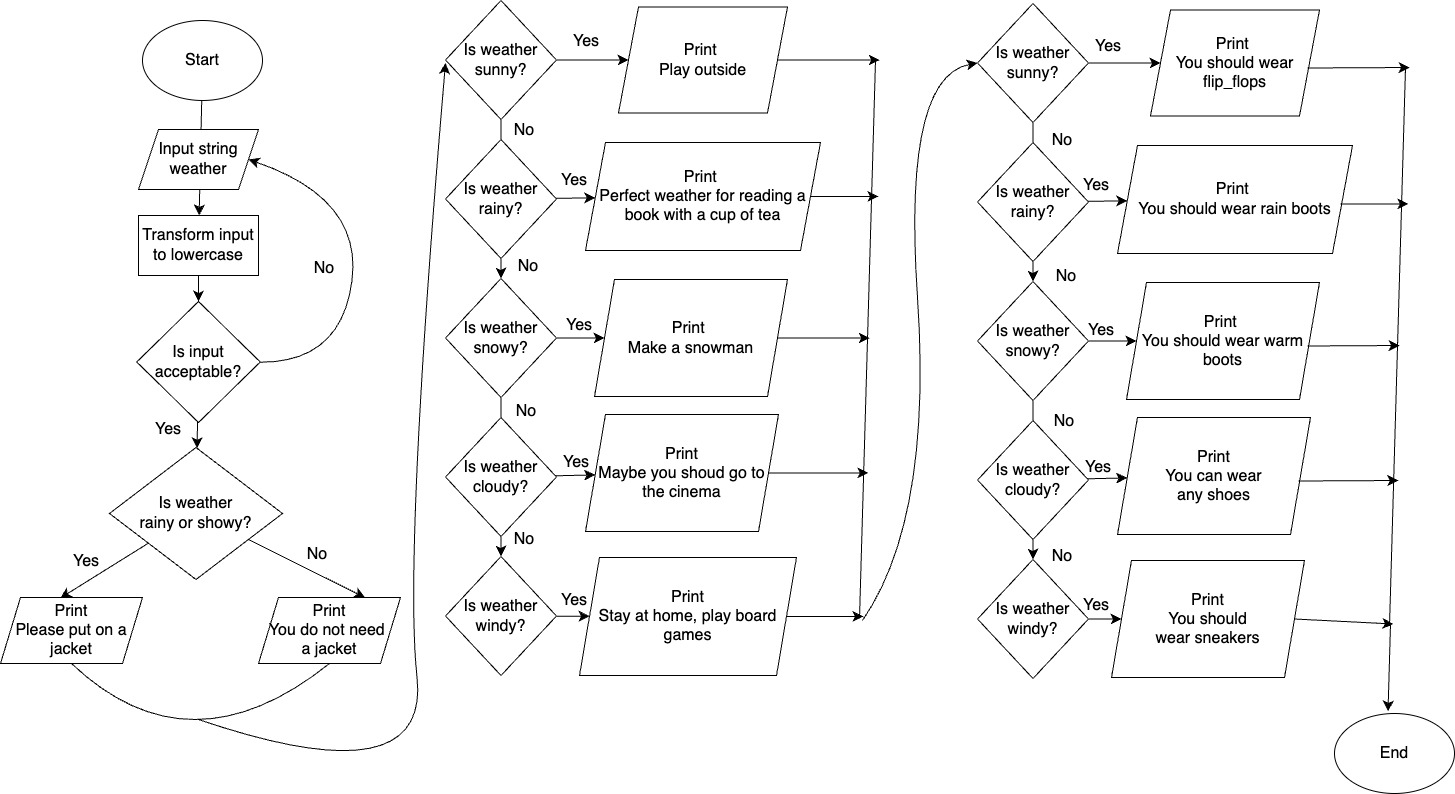 Start
Input string
weather
Transform input
to lowercase
No
Is input
acceptable?
Yes
Is weather
rainy or showy?
Yes
No
Print
Please put on a
jacket
Print
You do not need
a jacket
Is weather
sunny?
Yes
Print
Play outside
No
Is weather
rainy?
Yes
Print
Perfect weather for reading a
book with a cup of tea
No
Is weather
snowy?
Yes
Print
Make a snowman
No
Is weather
cloudy?
Yes
Print
Maybe you shoud go to
the cinema
No
Is weather
windy?
Yes
Print
Stay at home, play board
games
Is weather
sunny?
Yes
Print
You should wear
flip_flops
No
Is weather
rainy?
Yes
Print
You should wear rain boots
No
Is weather
snowy?
Yes
Print
You should wear warm
boots
No
Is weather
cloudy?
Yes
Print
You can wear
any shoes
No
Is weather
windy?
Yes
Print
You should
wear sneakers
End